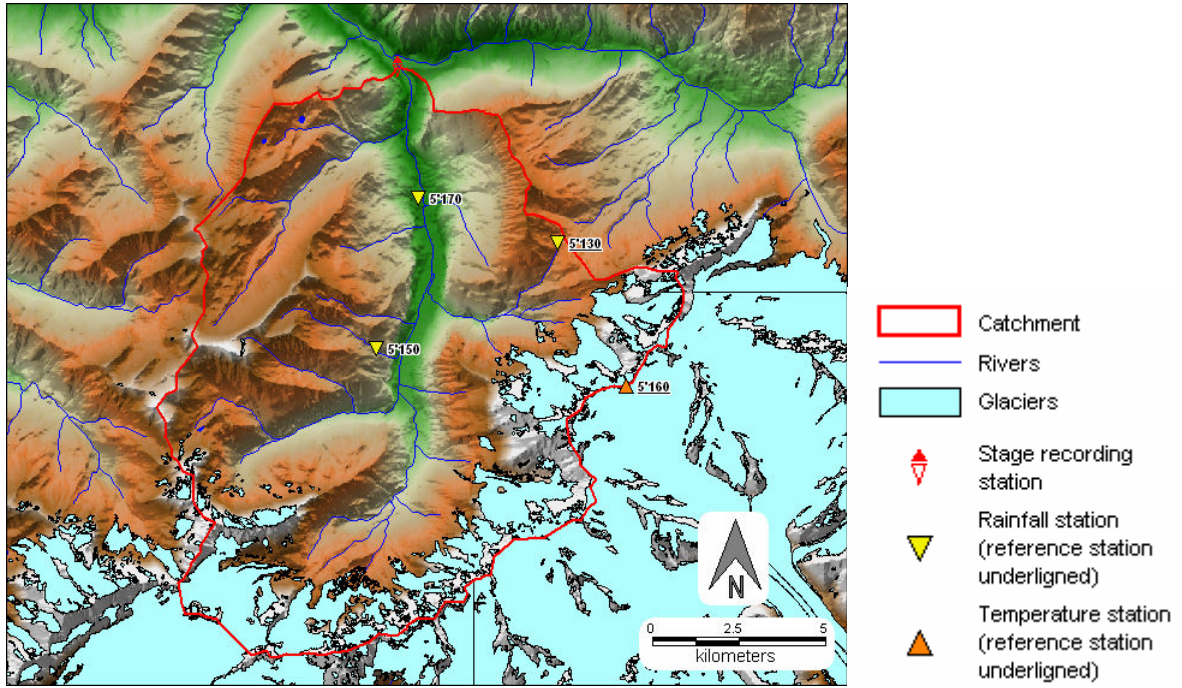 5'170
5'130
5'150
5'160
N
0 2.5 5
kilometers
Catchment
Rivers
Glaciers
Stage recording
station
Rainfall station
(reference station
underligned)
Temperature station
(reference station
underligned)